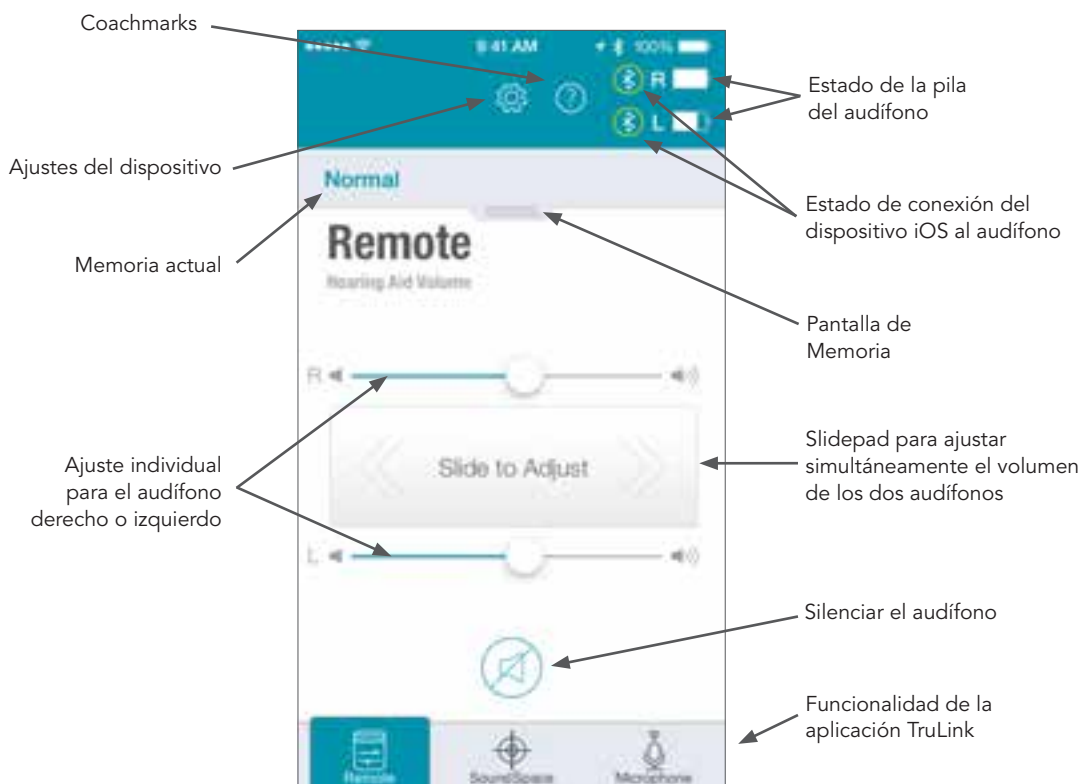 Coachmarks
Ajustes del dispositivo
Memoria actual
Ajuste individual
para el audífono
derecho o izquierdo
9:41 AM
100%
R
L
Normal
Remote
Hearing Aid Volume
R
Slide to Adjust
L
Remote
SoundSpace
Microphone
Estado de la pila
del audífono
Estado de conexión del
dispositivo iOS al audífono
Pantalla de
Memoria
Slidepad para ajustar
simultáneamente el volumen
de los dos audífonos
Silenciar el audífono
Funcionalidad de la
aplicación TruLink